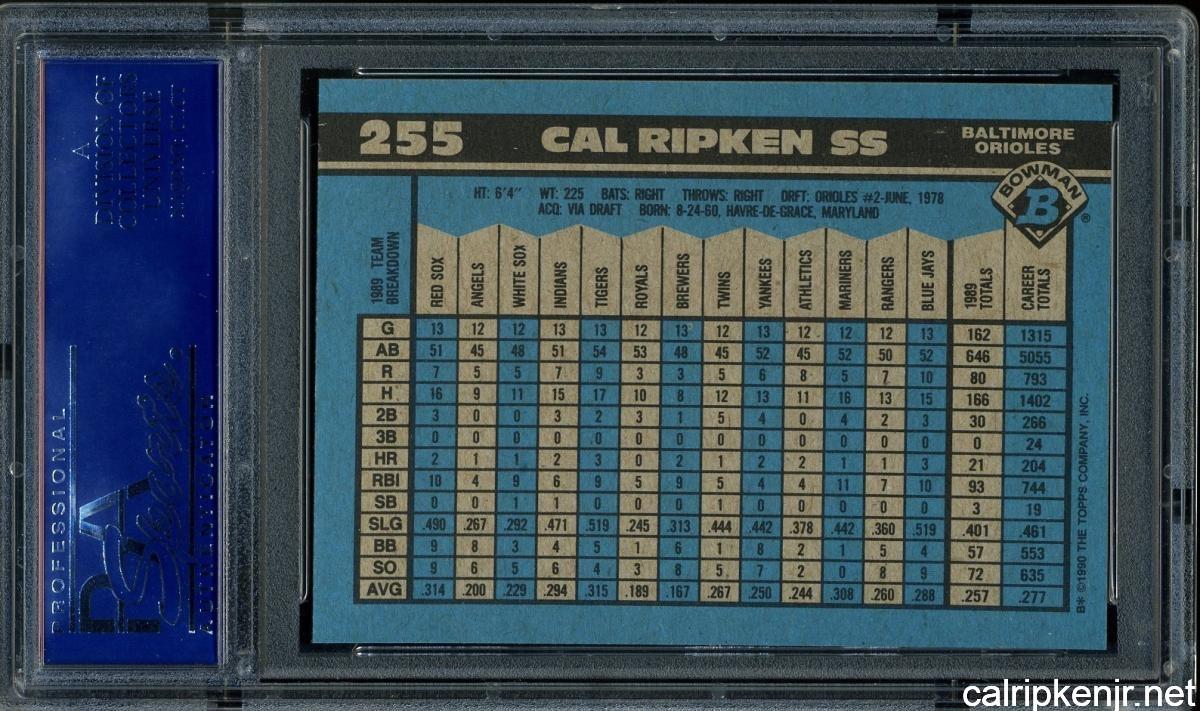 255 CAL RIPKEN SS BALTIMORE
ORIOLES
BOWMAN
B
®
HT: 6'4" WT: 225 BATS: RIGHT THROWS: RIGHT DRFT: ORIOLES #2-JUNE, 1978
ACQ: VIA DRAFT BORN: 8-24-60, HAVRE-DE-GRACE, MARYLAND
1989 TEAM BREAKDOWN RED SOX ANGELS WHITE SOX INDIANS TIGERS ROYALS BREWERS TWINS YANKEES ATHLETICS MARINERS RANGERS BLUE JAYS 1989 TOTALS CAREER TOTALS
G 13 12 12 13 13 12 13 12 13 12 12 12 13 162 1315
AB 51 45 48 51 54 53 48 45 52 45 52 50 52 646 5055
R 7 5 5 7 9 3 3 5 6 8 5 7 10 80 793
H 16 9 11 15 17 10 8 12 13 11 16 13 15 166 1402
2B 3 0 0 3 2 3 1 5 4 0 4 2 3 30 266
3B 0 0 0 0 0 0 0 0 0 0 0 0 0 0 24
HR 2 1 1 2 3 0 2 1 2 2 1 1 3 21 204
RBI 10 4 9 6 9 5 9 5 4 4 11 7 10 93 744
SB 0 0 1 1 0 0 0 1 0 0 0 0 0 3 19
SLG .490 .267 .292 .471 .519 .245 .313 .444 .442 .378 .442 .360 .519 .401 .461
BB 9 8 3 4 5 1 6 1 8 2 1 5 4 57 553
SO 9 6 5 6 4 3 8 5 7 2 0 8 9 72 635
AVG .314 .200 .229 .294 .315 .189 .167 .267 .250 .244 .308 .260 .288 .257 .277
B* ©1990 THE TOPPS COMPANY, INC.
A
DIVISION OF
COLLECTORS
UNIVERSE
PROFESSIONAL
PSA
Sports
AUTHENTICATOR
calripkenjr.net